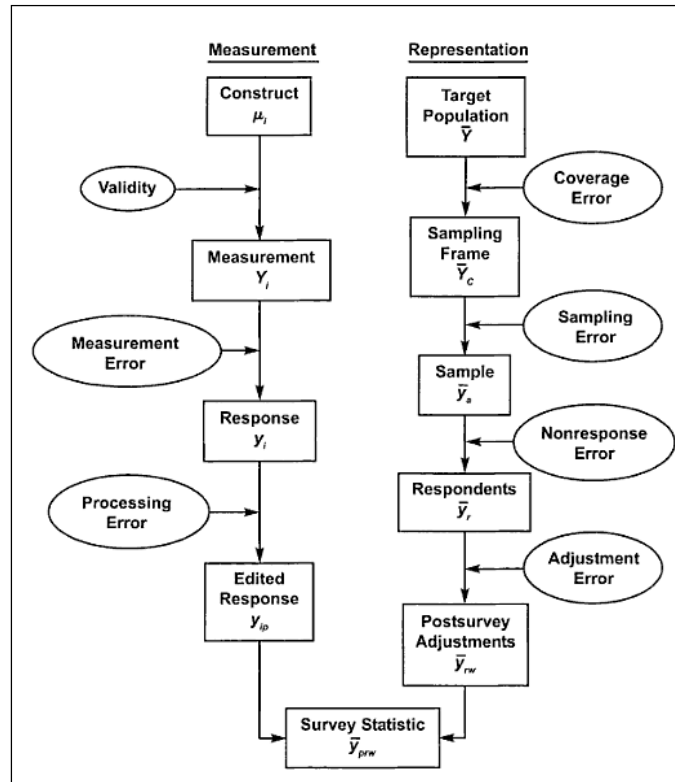 Measurement
Construct
μi
Validity
Measurement
Yi
Measurement
Error
Response
yi
Processing
Error
Edited
Response
yip
Representation
Target
Population
Ȳ
Coverage
Error
Sampling
Frame
ȲC
Sampling
Error
Sample
ȳa
Nonresponse
Error
Respondents
ȳr
Adjustment
Error
Postsurvey
Adjustments
ȳrw
Survey Statistic
ȳprw